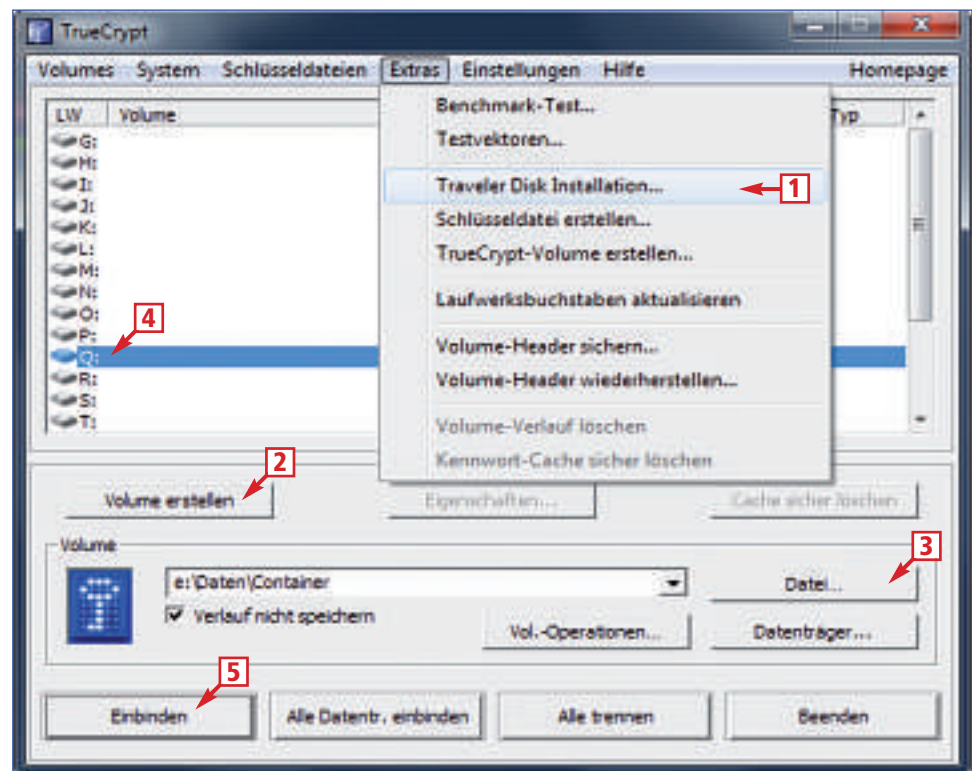 TrueCrypt
Volumes System Schlüsseldateien Extras Einstellungen Hilfe Homepage
LW Volume Typ
G:
H:
I:
J:
K:
L:
M:
N:
O:
P:
Q:
R:
S:
T:
4
Benchmark-Test...
Testvektoren...
Traveler Disk Installation...
1
Schlüsseldatei erstellen...
TrueCrypt-Volume erstellen...
Laufwerksbuchstaben aktualisieren
Volume-Header sichern...
Volume-Header wiederherstellen...
Volume-Verlauf löschen
Kennwort-Cache sicher löschen
2
Volume erstellen Eigenschaften... Cache sicher löschen
Volume
3
e:\Daten\Container Datei...
Verlauf nicht speichern
Vol.-Operationen... Datenträger...
5
Einbinden Alle Datentr. einbinden Alle trennen Beenden